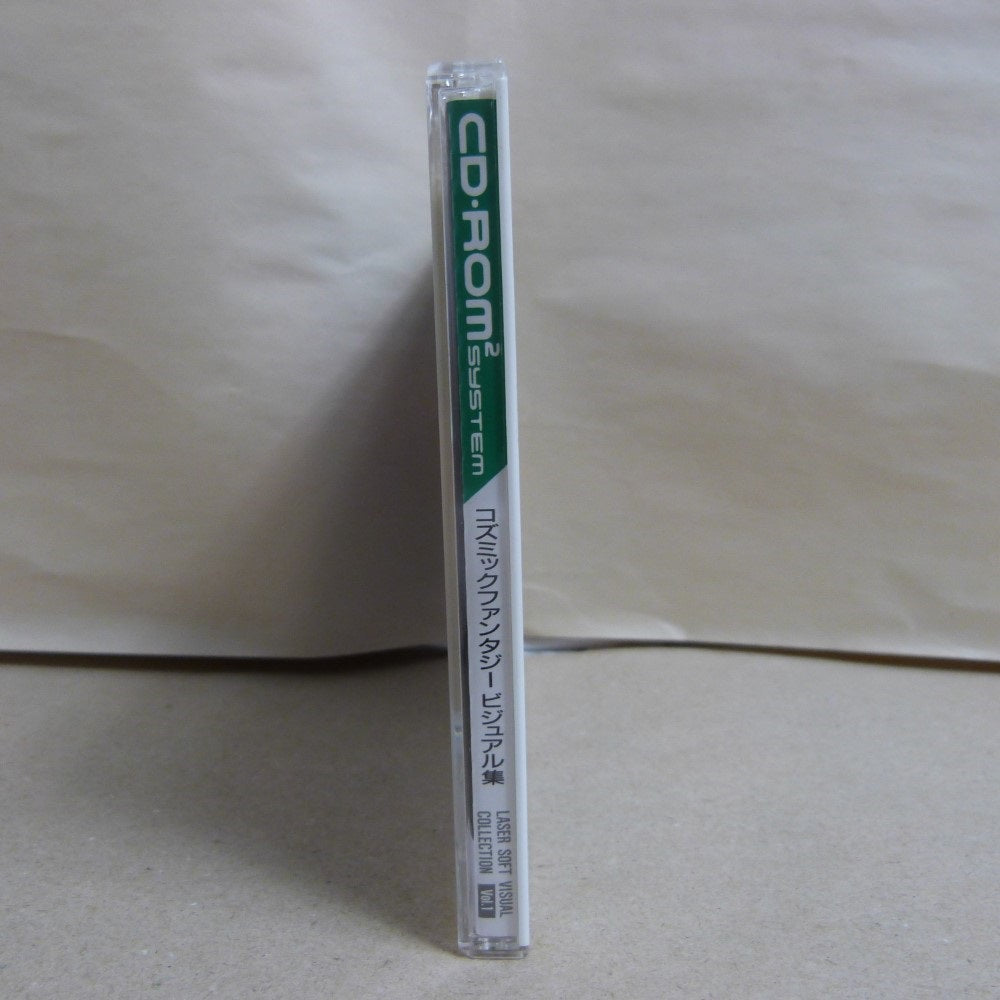 CD·ROM²
SYSTEM
コズミックファンタジー ビジュアル集
LASER SOFT VISUAL
COLLECTION Vol.1